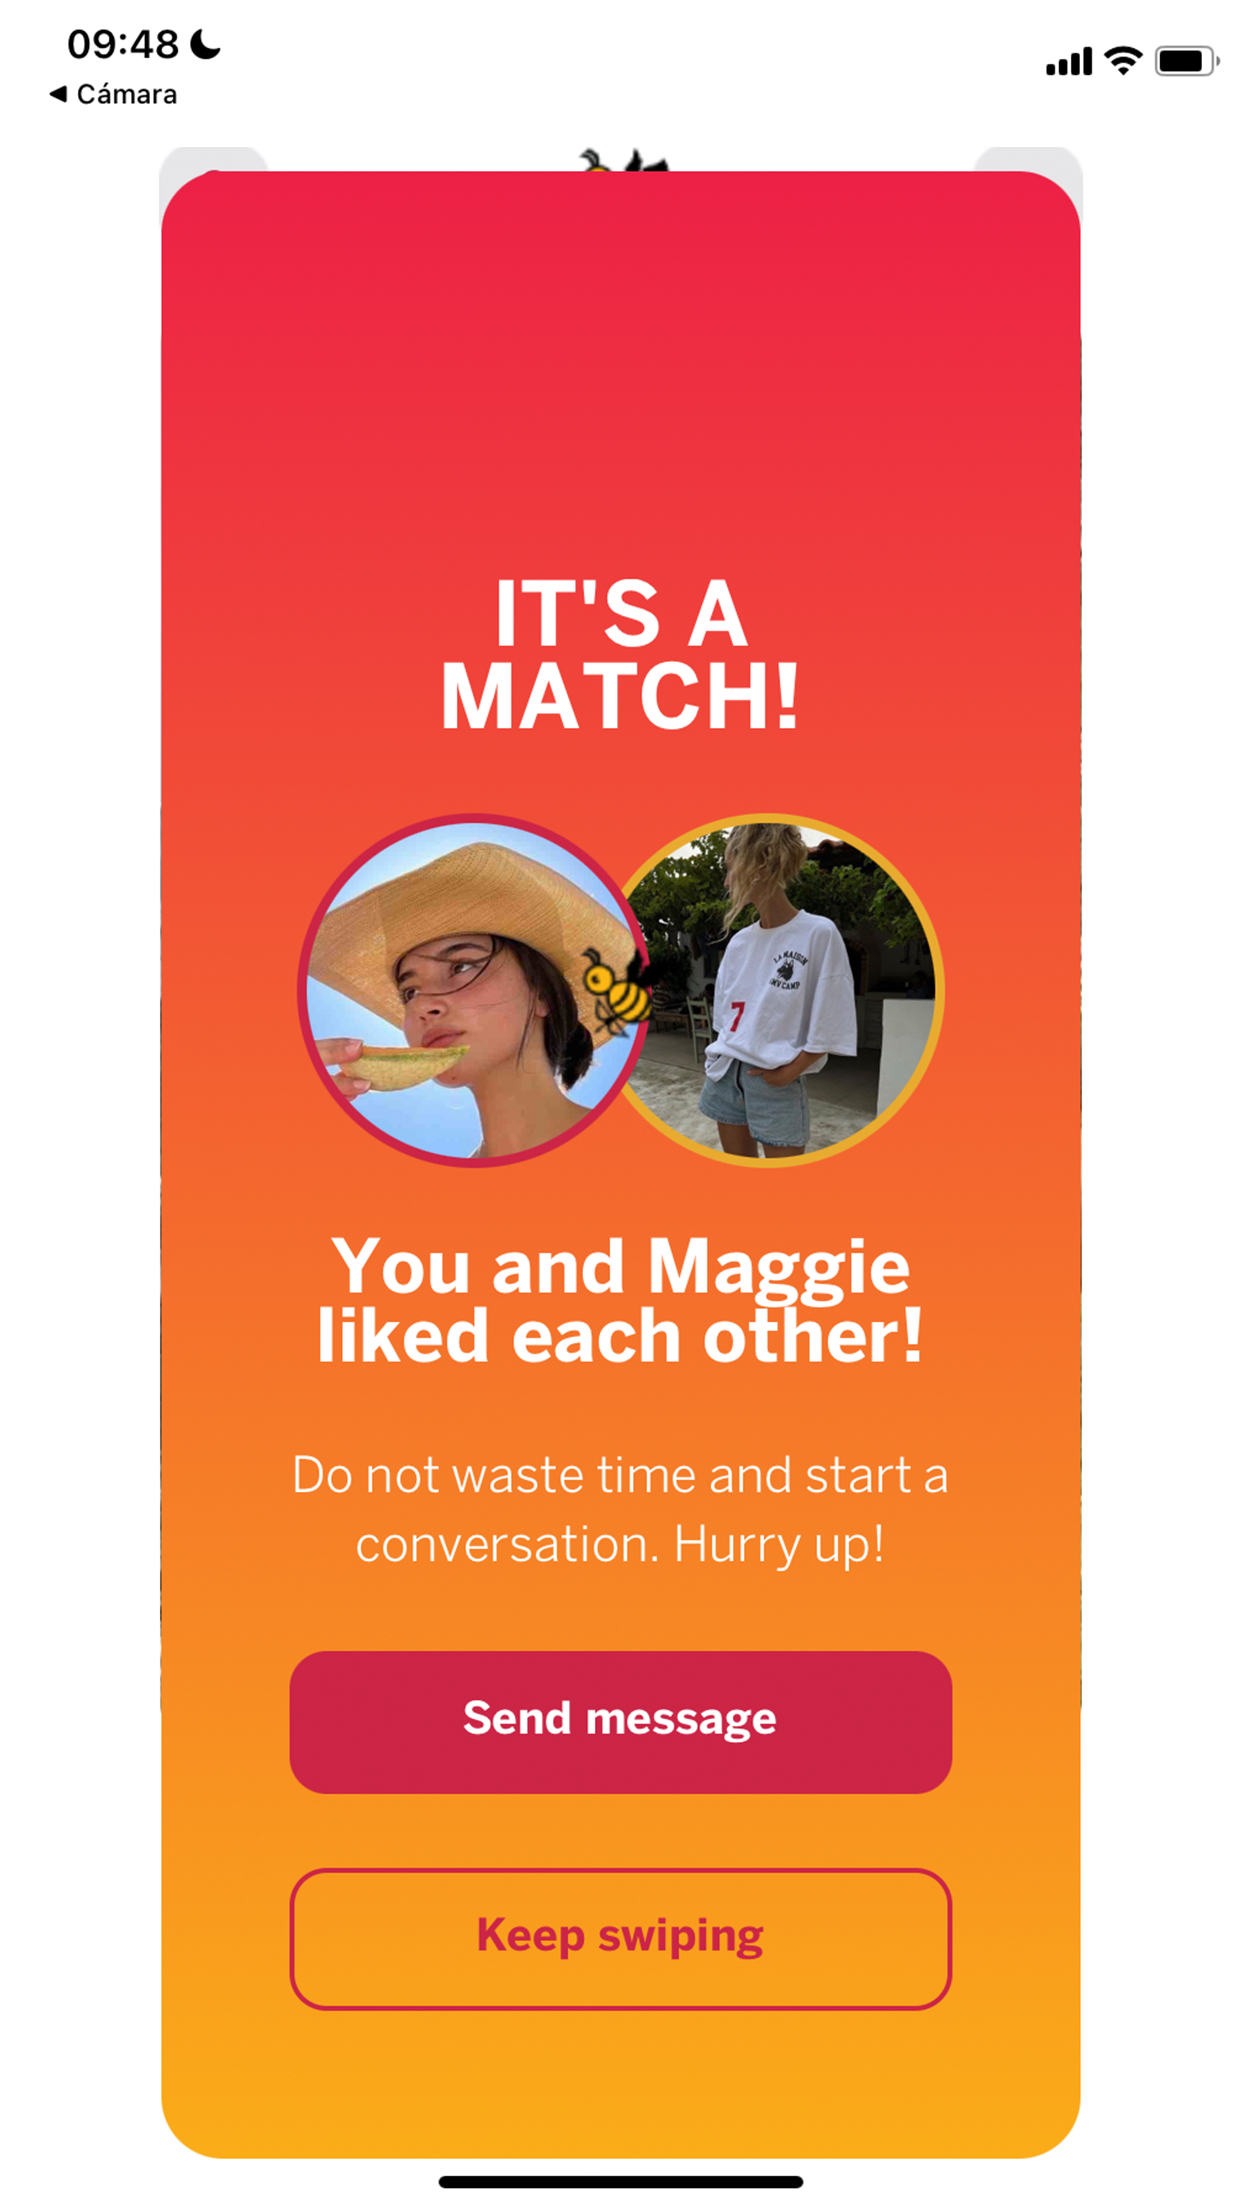 09:48
◀ Cámara
IT'S A
MATCH!
LA MAISON
7
You and Maggie
liked each other!
Do not waste time and start a
conversation. Hurry up!
Send message
Keep swiping